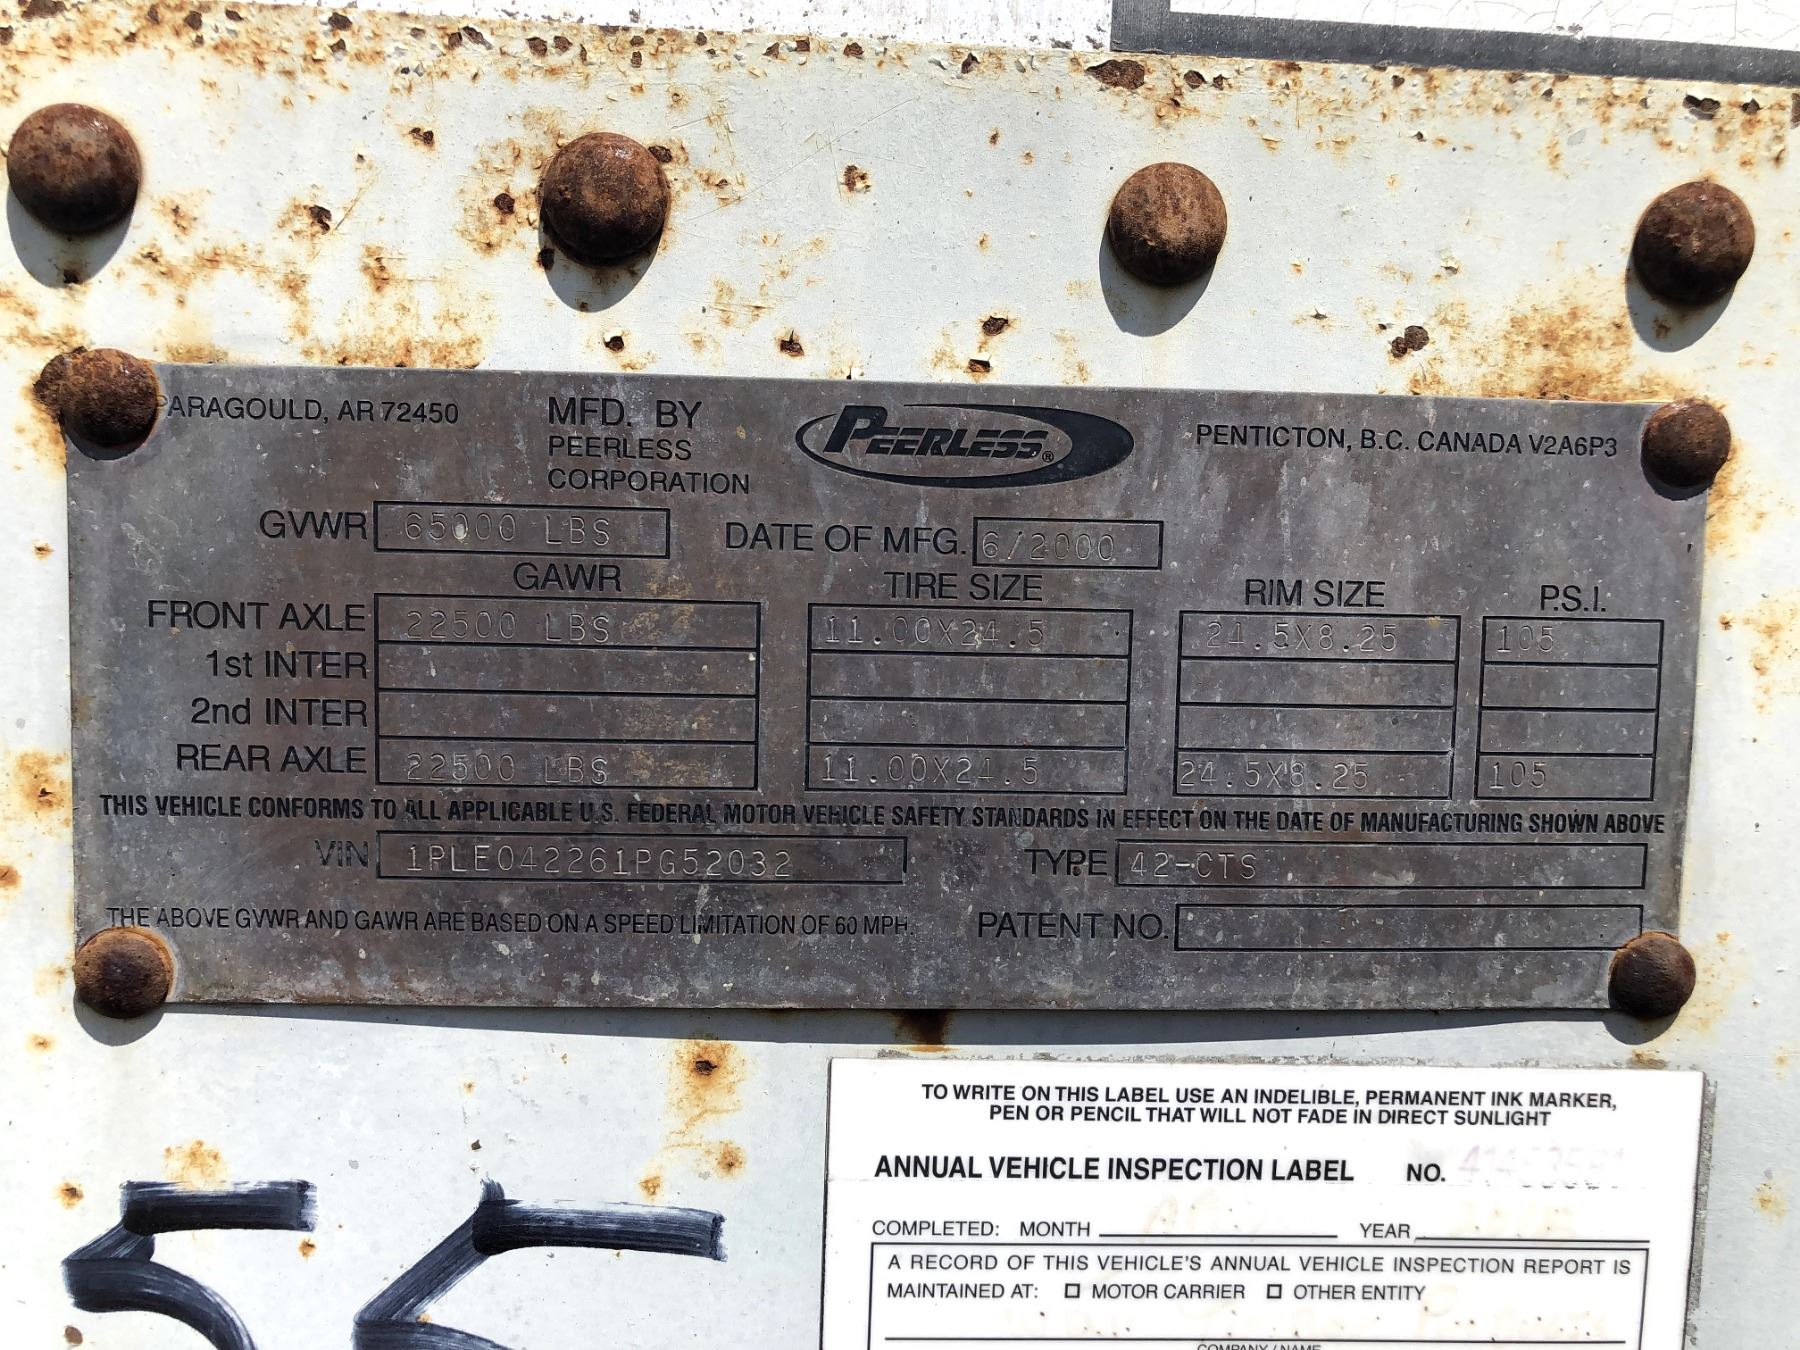 PARAGOULD, AR 72450
MFD. BY
PEERLESS
CORPORATION
PEERLESS®
PENTICTON, B.C. CANADA V2A6P3
GVWR 65000 LBS
DATE OF MFG. 6/2000
GAWR TIRE SIZE RIM SIZE P.S.I.
FRONT AXLE 22500 LBS 11.00X24.5 24.5X8.25 105
1st INTER
2nd INTER
REAR AXLE 22500 LBS 11.00X24.5 24.5X8.25 105
THIS VEHICLE CONFORMS TO ALL APPLICABLE U.S. FEDERAL MOTOR VEHICLE SAFETY STANDARDS IN EFFECT ON THE DATE OF MANUFACTURING SHOWN ABOVE
VIN 1PLE042261PG52032 TYPE 42-CTS
THE ABOVE GVWR AND GAWR ARE BASED ON A SPEED LIMITATION OF 60 MPH. PATENT NO.
TO WRITE ON THIS LABEL USE AN INDELIBLE, PERMANENT INK MARKER,
PEN OR PENCIL THAT WILL NOT FADE IN DIRECT SUNLIGHT
ANNUAL VEHICLE INSPECTION LABEL NO.
COMPLETED: MONTH YEAR
A RECORD OF THIS VEHICLE'S ANNUAL VEHICLE INSPECTION REPORT IS
MAINTAINED AT: □ MOTOR CARRIER □ OTHER ENTITY
COMPANY / NAME